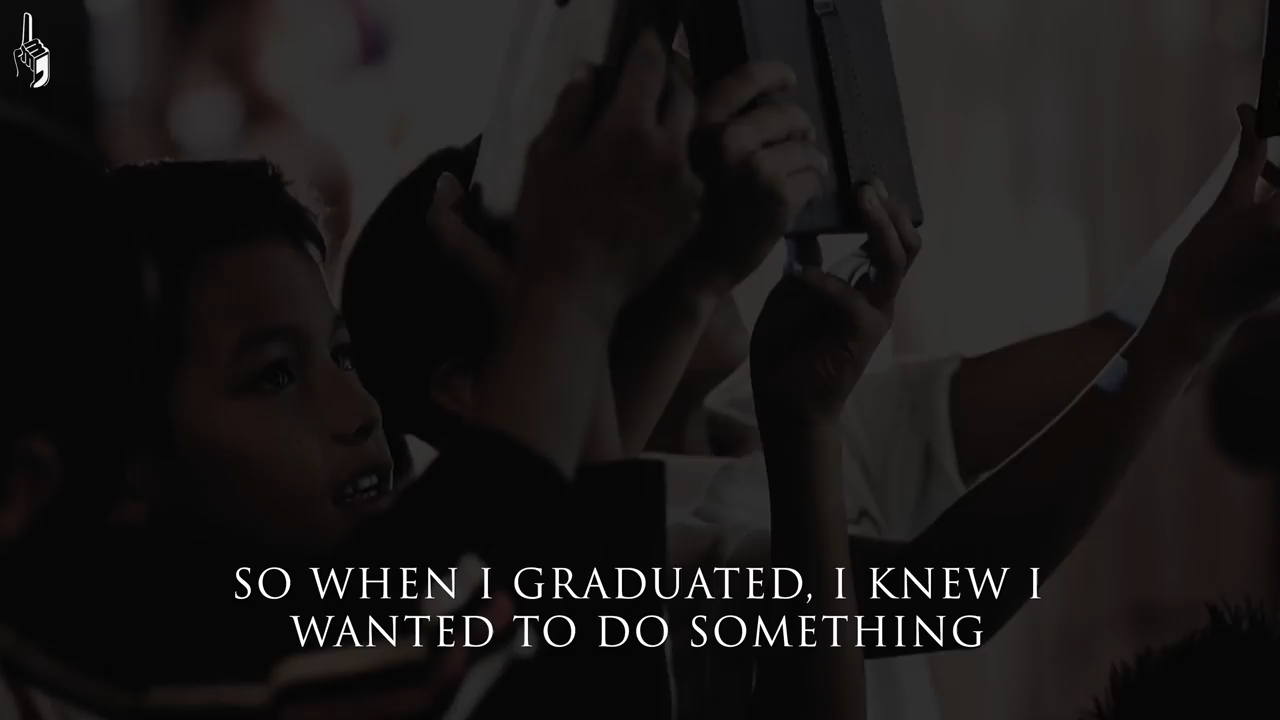 SO WHEN I GRADUATED, I KNEW I
WANTED TO DO SOMETHING